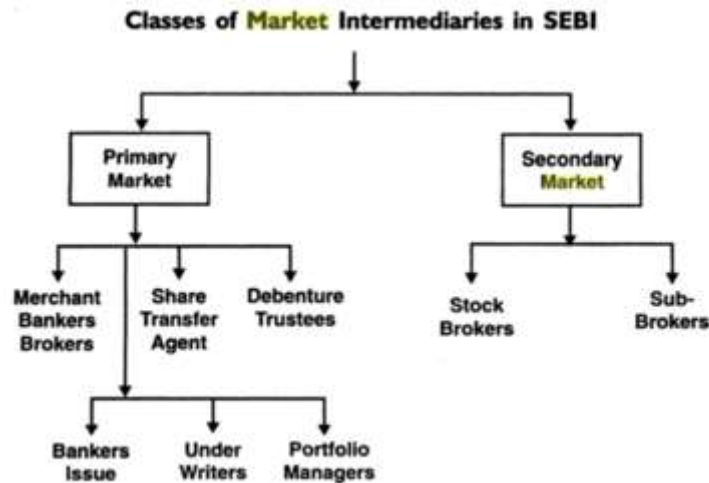 Classes of Market Intermediaries in SEBI
Primary
Market
Secondary
Market
Merchant
Bankers
Brokers
Share
Transfer
Agent
Debenture
Trustees
Stock
Brokers
Sub-
Brokers
Bankers
Issue
Under
Writers
Portfolio
Managers